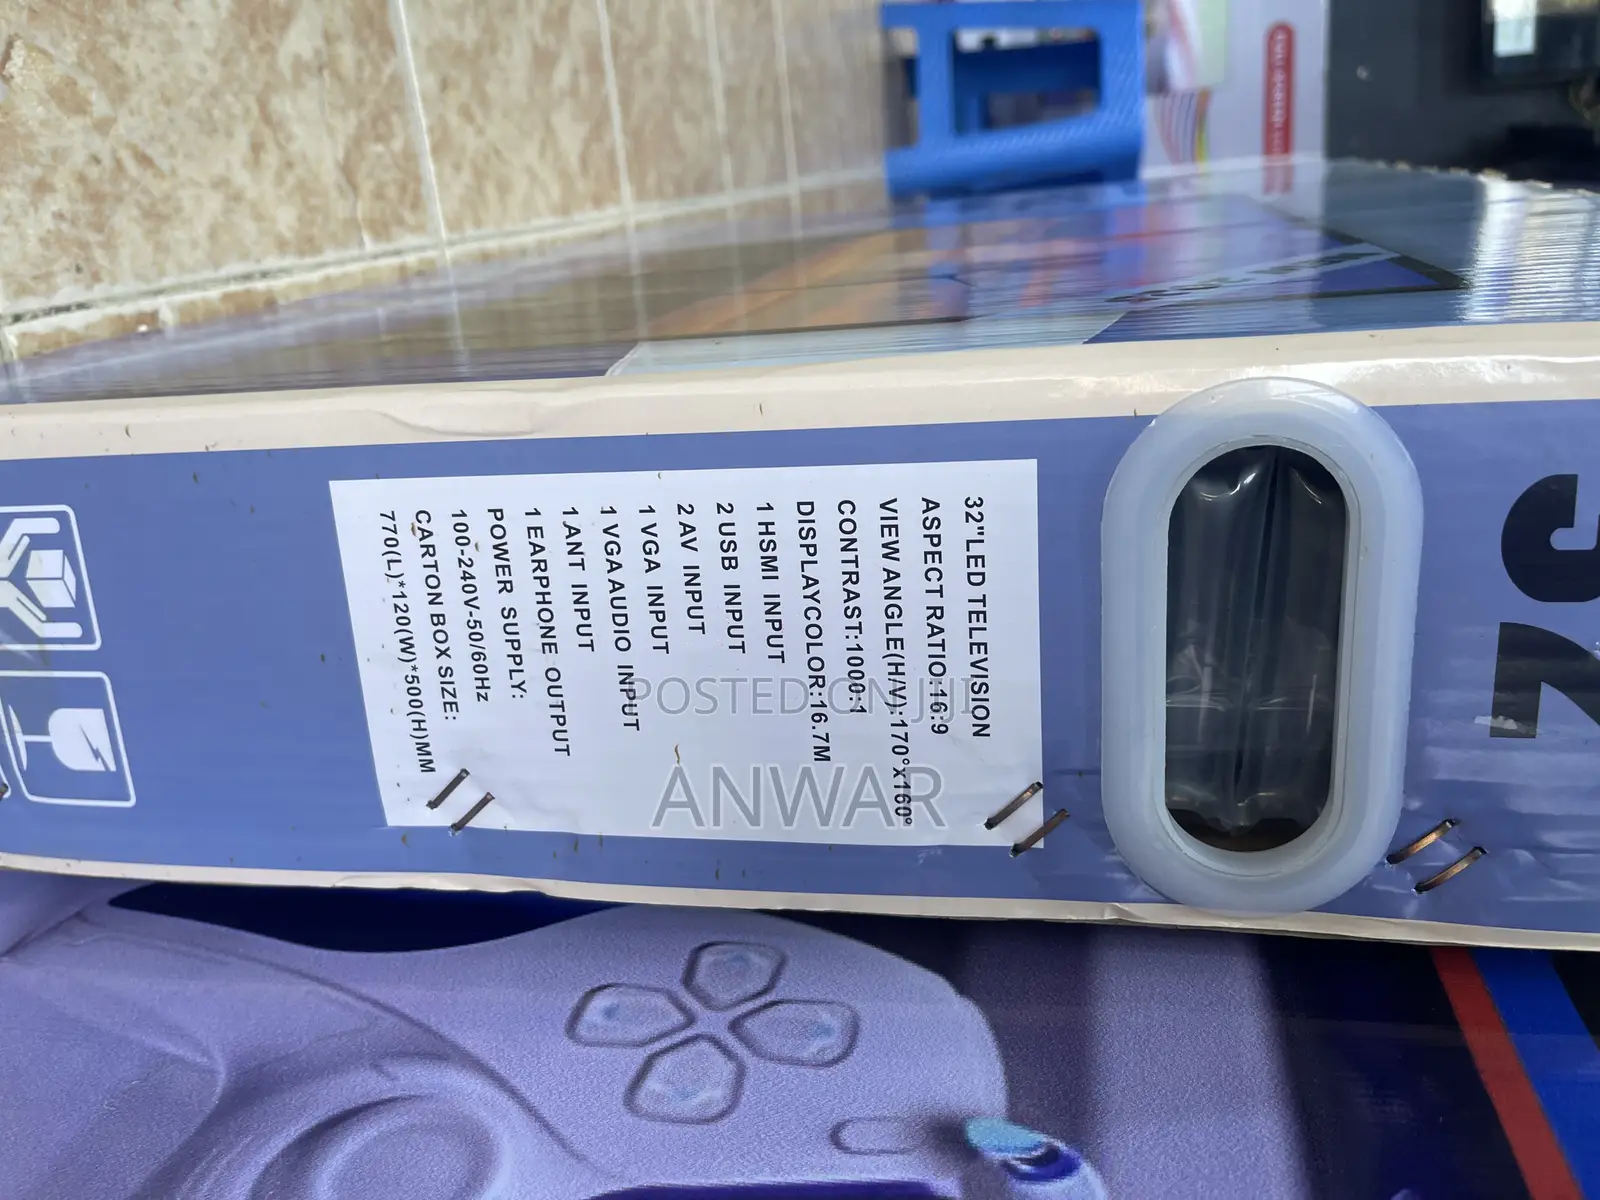 32"LED TELEVISION
ASPECT RATIO:16:9
VIEW ANGLE(H/V):170°x160°
CONTRAST:1000:1
DISPLAYCOLOR:16.7M
1 HSMI INPUT
2 USB INPUT
2 AV INPUT
1 VGA INPUT
1 VGA AUDIO INPUT
1 ANT INPUT
1 EARPHONE OUTPUT
POWER SUPPLY:
100-240V-50/60Hz
CARTON BOX SIZE:
770(L)*120(W)*500(H)MM
POSTED ON JIJI
ANWAR